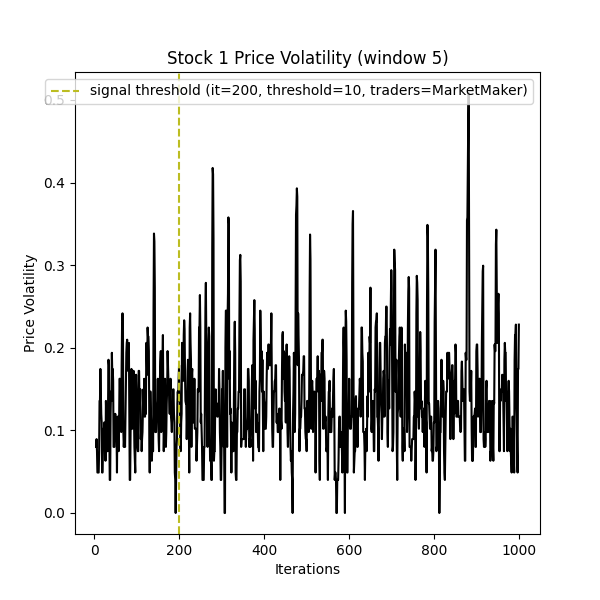 Stock 1 Price Volatility (window 5)
signal threshold (it=200, threshold=10, traders=MarketMaker)
0.5
0.4
0.3
0.2
0.1
0.0
Price Volatility
0 200 400 600 800 1000
Iterations